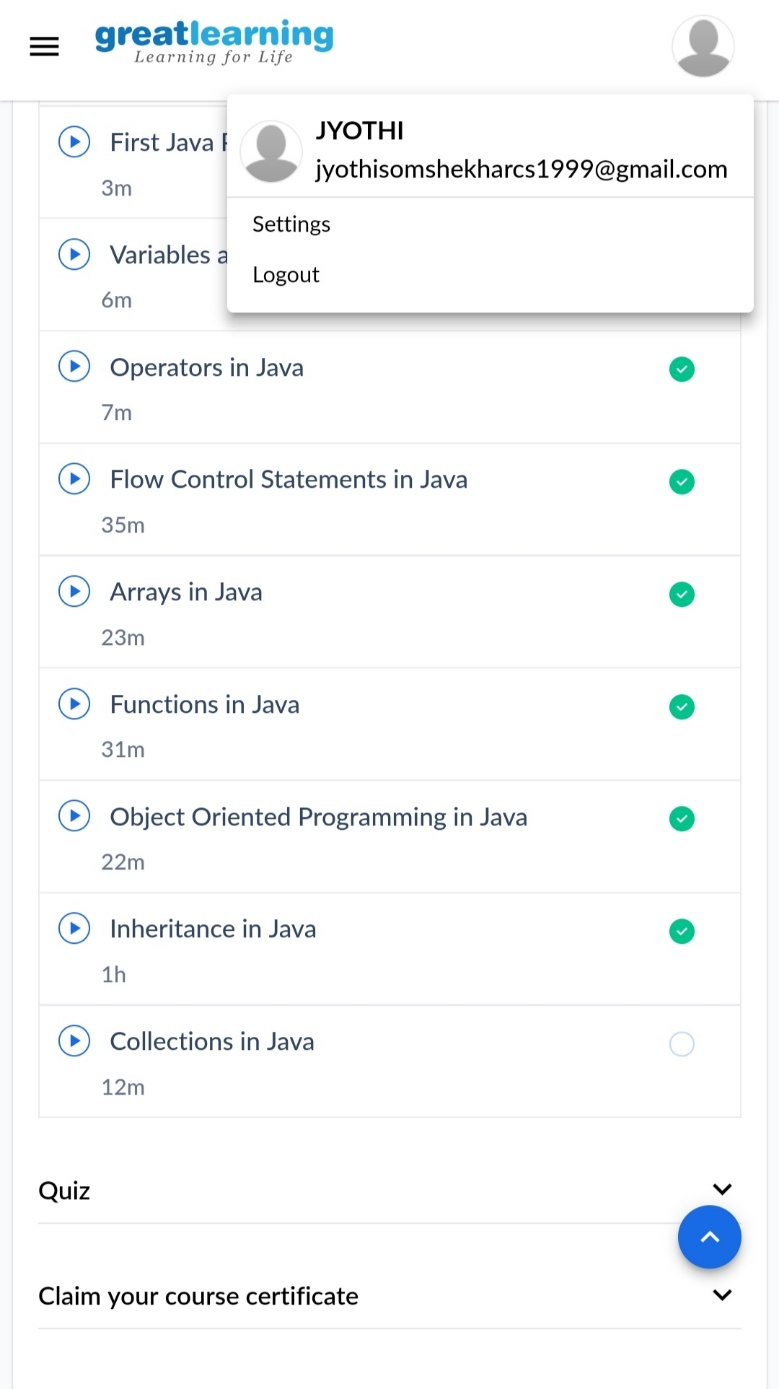 greatlearning
Learning for Life
JYOTHI
jyothisomshekharcs1999@gmail.com
Settings
Logout
First Java
3m
Variables
6m
Operators in Java
7m
Flow Control Statements in Java
35m
Arrays in Java
23m
Functions in Java
31m
Object Oriented Programming in Java
22m
Inheritance in Java
1h
Collections in Java
12m
Quiz
Claim your course certificate